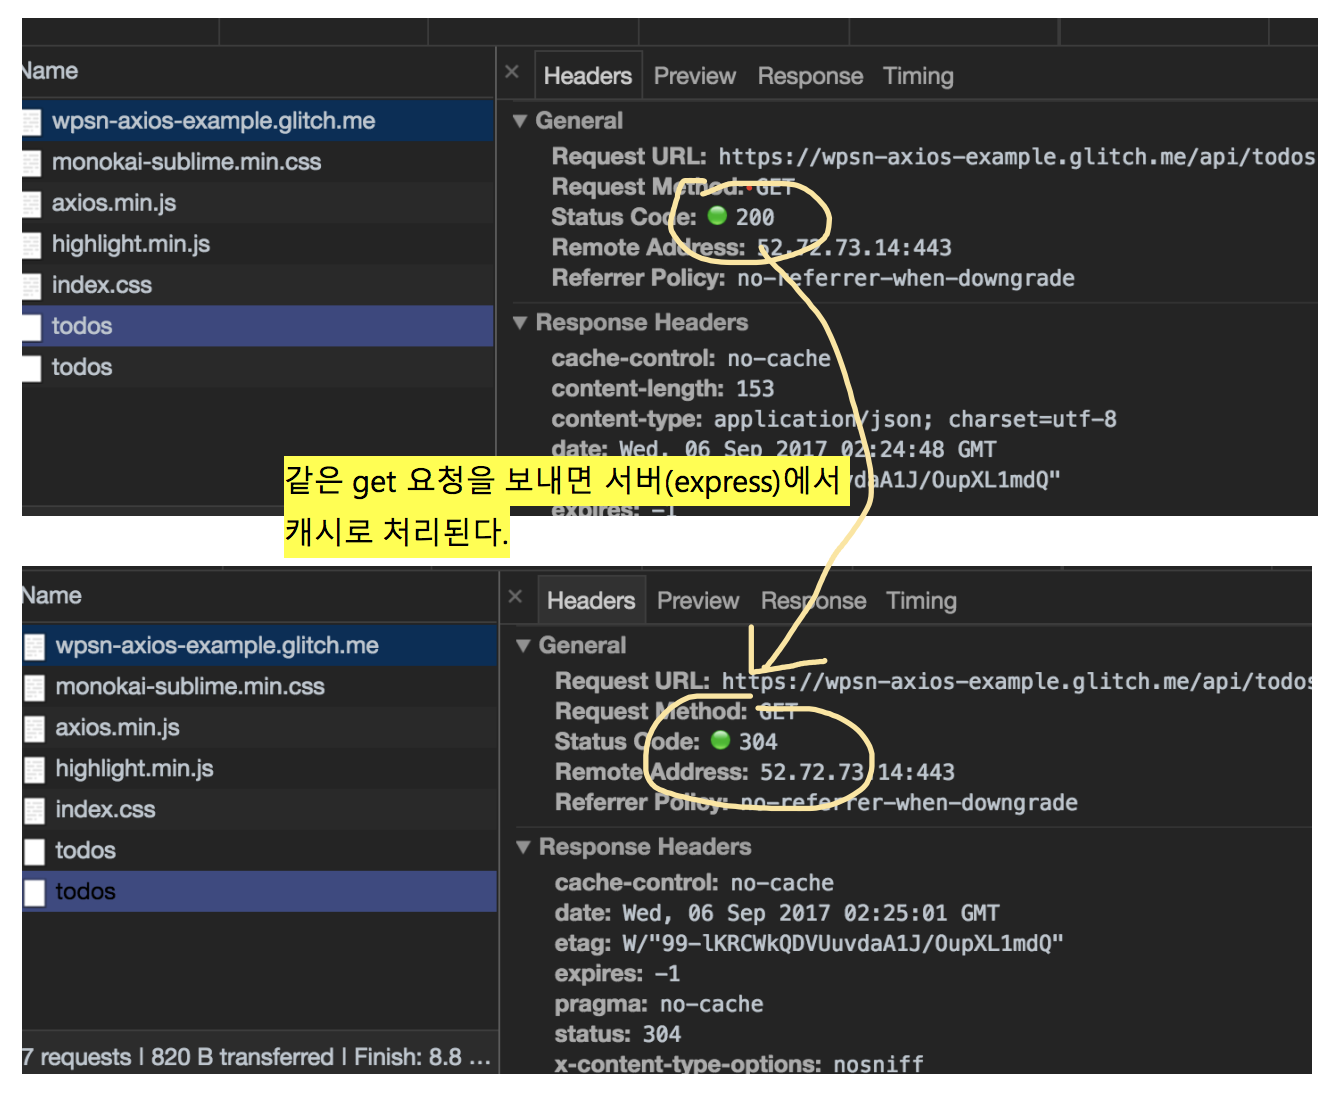 Name
wpsn-axios-example.glitch.me
monokai-sublime.min.css
axios.min.js
highlight.min.js
index.css
todos
todos
× Headers Preview Response Timing
▼ General
Request URL: https://wpsn-axios-example.glitch.me/api/todos
Request Method: GET
Status Code: 200
Remote Address: 52.72.73.14:443
Referrer Policy: no-referrer-when-downgrade
▼ Response Headers
cache-control: no-cache
content-length: 153
content-type: application/json; charset=utf-8
date: Wed, 06 Sep 2017 02:24:48 GMT
vdaA1J/OupXL1mdQ"
expires: -1
같은 get 요청을 보내면 서버(express)에서
캐시로 처리된다.
Name
wpsn-axios-example.glitch.me
monokai-sublime.min.css
axios.min.js
highlight.min.js
index.css
todos
todos
7 requests | 820 B transferred | Finish: 8.8 ...
× Headers Preview Response Timing
▼ General
Request URL: https://wpsn-axios-example.glitch.me/api/todos
Request Method: GET
Status Code: 304
Remote Address: 52.72.73.14:443
Referrer Policy: no-referrer-when-downgrade
▼ Response Headers
cache-control: no-cache
date: Wed, 06 Sep 2017 02:25:01 GMT
etag: W/"99-lKRCWkQDVUuvdaA1J/OupXL1mdQ"
expires: -1
pragma: no-cache
status: 304
x-content-type-options: nosniff